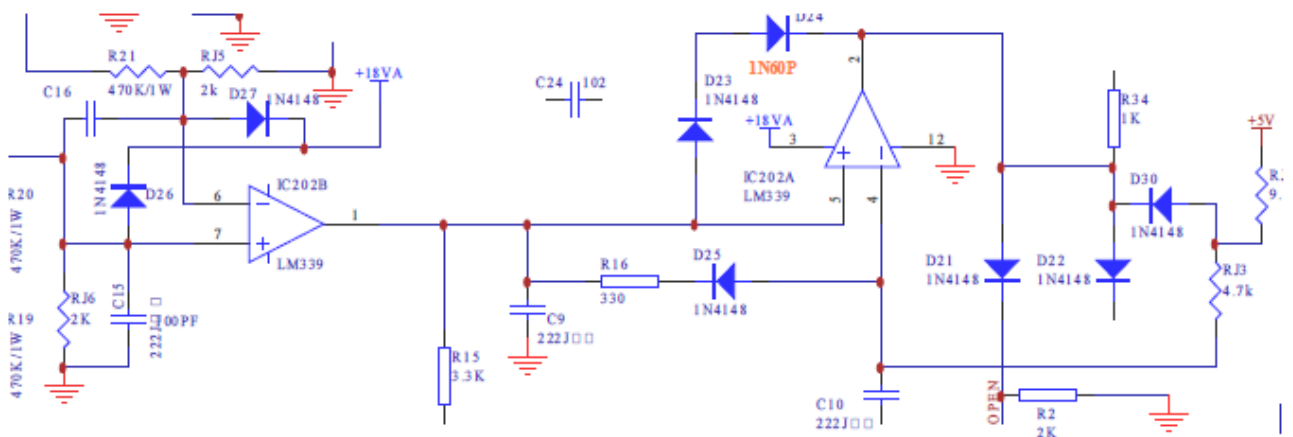 D24
R21
RJ5
+18VA
470K/1W
2k
1N60P
C16
D27
1N4148
C24
102
D23
1N4148
R34
1K
+18VA
+5V
3
2
12
R20
1N4148
D26
IC202B
6
IC202A
LM339
D30
9.
470K/1W
7
1
5
4
1N4148
LM339
R16
D25
D21
1N4148
D22
1N4148
RJ3
4.7k
RJ6
2K
C15
222J□
100PF
330
1N4148
R19
470K/1W
C9
222J□□
R15
3.3K
C10
222J□□
OPEN
R2
2K